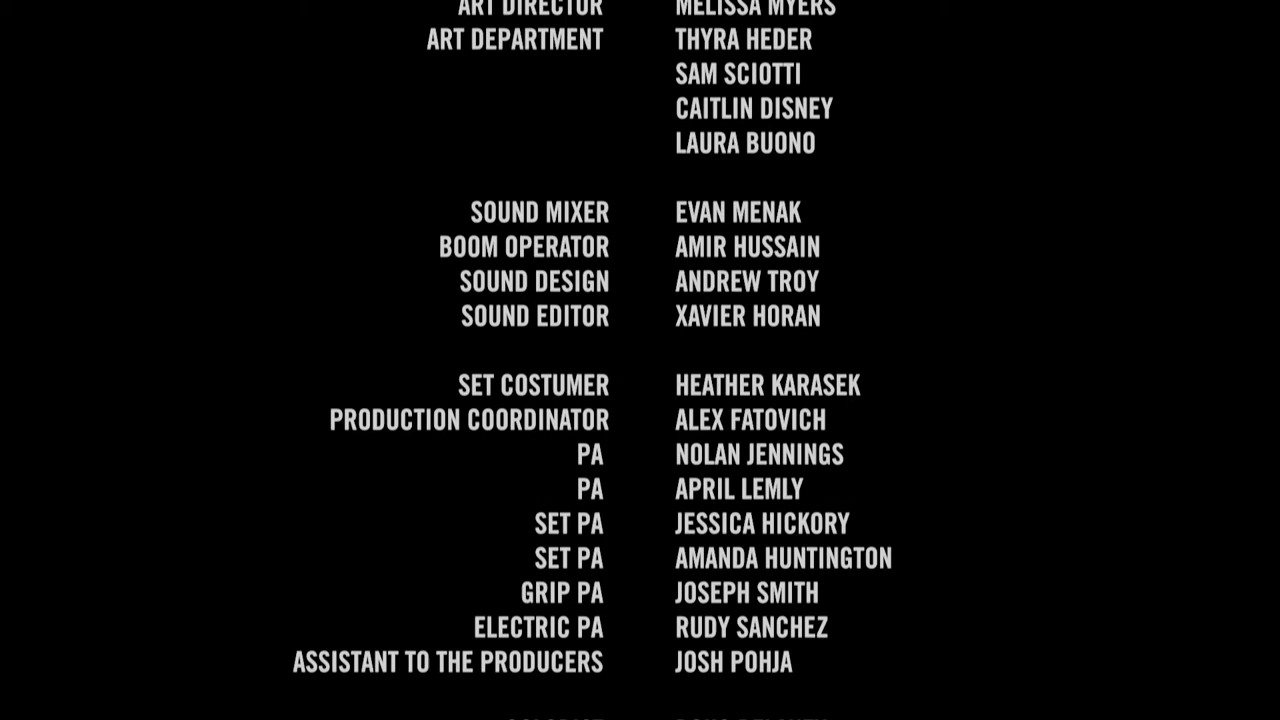 ART DIRECTOR MELISSA MYERS
ART DEPARTMENT THYRA HEDER
SAM SCIOTTI
CAITLIN DISNEY
LAURA BUONO
SOUND MIXER EVAN MENAK
BOOM OPERATOR AMIR HUSSAIN
SOUND DESIGN ANDREW TROY
SOUND EDITOR XAVIER HORAN
SET COSTUMER HEATHER KARASEK
PRODUCTION COORDINATOR ALEX FATOVICH
PA NOLAN JENNINGS
PA APRIL LEMLY
SET PA JESSICA HICKORY
SET PA AMANDA HUNTINGTON
GRIP PA JOSEPH SMITH
ELECTRIC PA RUDY SANCHEZ
ASSISTANT TO THE PRODUCERS JOSH POHJA